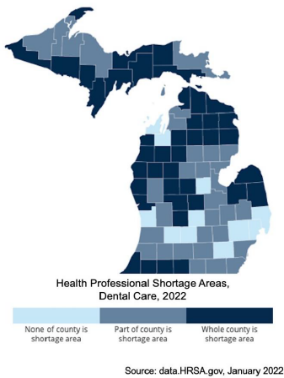 Health Professional Shortage Areas,
Dental Care, 2022
None of county is
shortage area
Part of county is
shortage area
Whole county is
shortage area
Source: data.HRSA.gov, January 2022